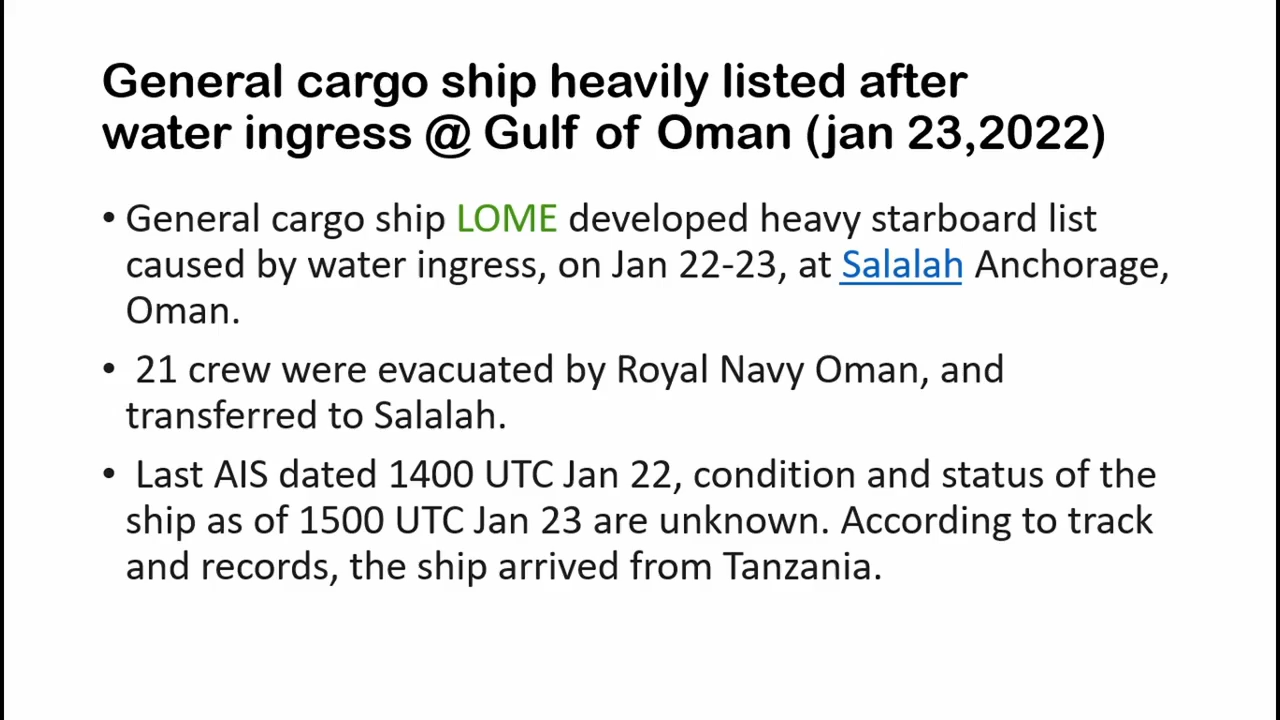 General cargo ship heavily listed after
water ingress @ Gulf of Oman (jan 23,2022)
• General cargo ship LOME developed heavy starboard list
caused by water ingress, on Jan 22-23, at Salalah Anchorage,
Oman.
• 21 crew were evacuated by Royal Navy Oman, and
transferred to Salalah.
• Last AIS dated 1400 UTC Jan 22, condition and status of the
ship as of 1500 UTC Jan 23 are unknown. According to track
and records, the ship arrived from Tanzania.